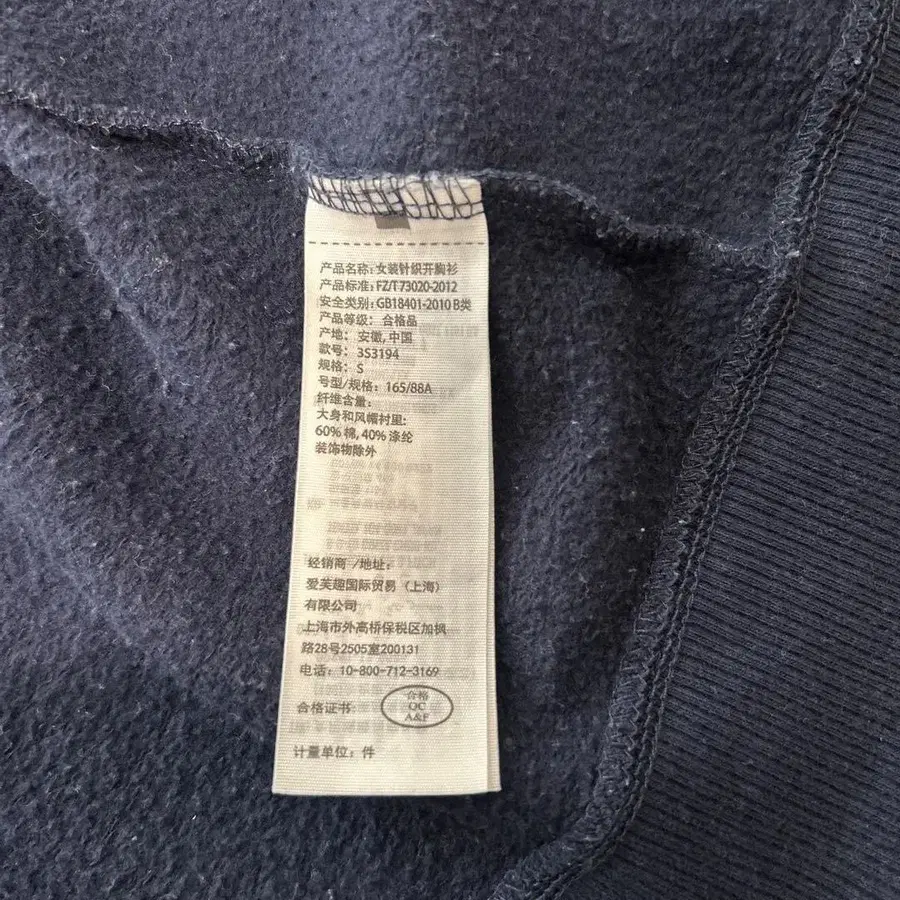 产品名称：女装针织开胸衫
产品标准：FZ/T73020-2012
安全类别：GB18401-2010 B类
产品等级：合格品
产地：安徽, 中国
款号：3S3194
规格：S
号型/规格：165/88A
纤维含量：
大身和风帽衬里：
60% 棉, 40% 涤纶
装饰物除外
经销商 /地址：
爱芙趣国际贸易（上海）
有限公司
上海市外高桥保税区加枫
路28号2505室200131
电话：10-800-712-3169
合格证书：
合格
QC
A&F
计量单位：件